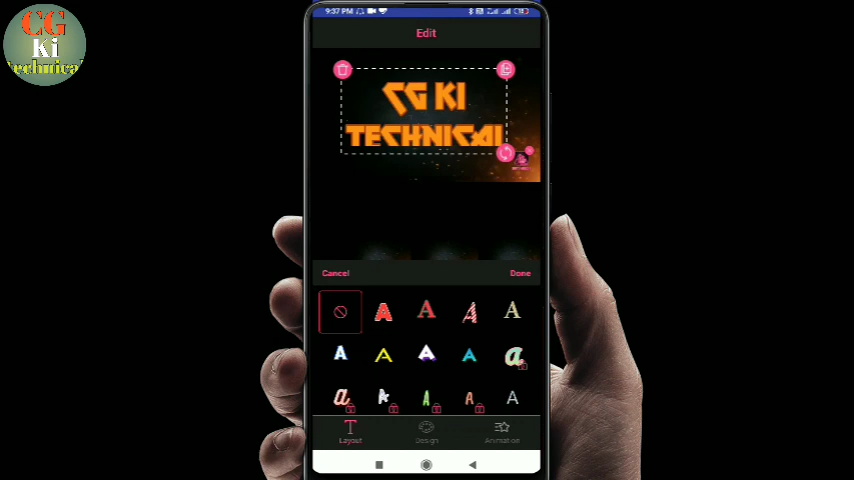 CG
Ki
Technical
9:37 PM
Edit
CG KI
TECHNICAL
Cancel
Done
A A A A
A A A A a
a k A A A
Layout
Design
Animation